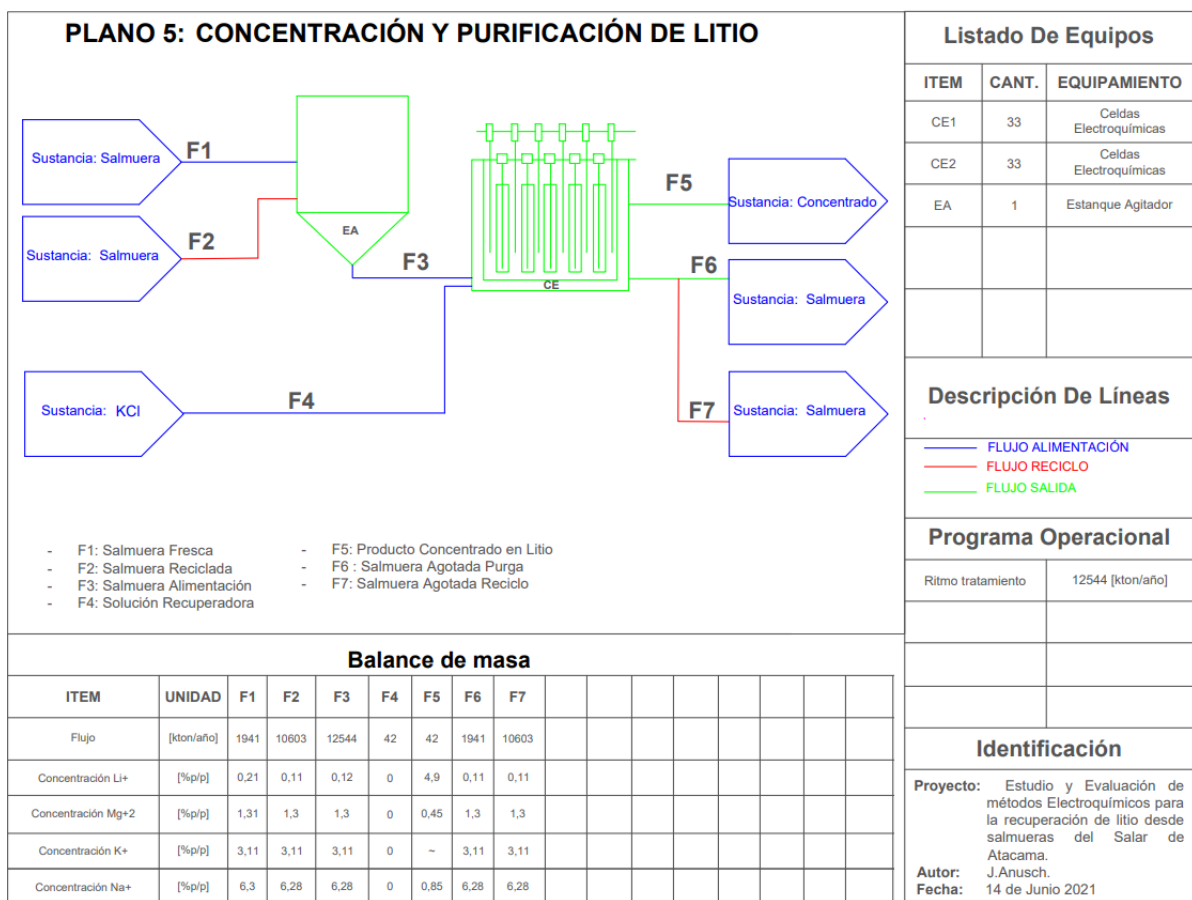 PLANO 5: CONCENTRACIÓN Y PURIFICACIÓN DE LITIO
Sustancia: Salmuera
F1
Sustancia: Salmuera
F2
EA
F3
CE
F5
Sustancia: Concentrado
F6
Sustancia: Salmuera
Sustancia: KCl
F4
F7
Sustancia: Salmuera
- F1: Salmuera Fresca
- F2: Salmuera Reciclada
- F3: Salmuera Alimentación
- F4: Solución Recuperadora
- F5: Producto Concentrado en Litio
- F6 : Salmuera Agotada Purga
- F7: Salmuera Agotada Reciclo
Balance de masa
ITEM UNIDAD F1 F2 F3 F4 F5 F6 F7
Flujo [kton/año] 1941 10603 12544 42 42 1941 10603
Concentración Li+ [%p/p] 0,21 0,11 0,12 0 4,9 0,11 0,11
Concentración Mg+2 [%p/p] 1,31 1,3 1,3 0 0,45 1,3 1,3
Concentración K+ [%p/p] 3,11 3,11 3,11 0 ~ 3,11 3,11
Concentración Na+ [%p/p] 6,3 6,28 6,28 0 0,85 6,28 6,28
Listado De Equipos
ITEM CANT. EQUIPAMIENTO
CE1 33 Celdas
Electroquímicas
CE2 33 Celdas
Electroquímicas
EA 1 Estanque Agitador
Descripción De Líneas
FLUJO ALIMENTACIÓN
FLUJO RECICLO
FLUJO SALIDA
Programa Operacional
Ritmo tratamiento 12544 [kton/año]
Identificación
Proyecto: Estudio y Evaluación de
métodos Electroquímicos para
la recuperación de litio desde
salmueras del Salar de
Atacama.
Autor: J.Anusch.
Fecha: 14 de Junio 2021